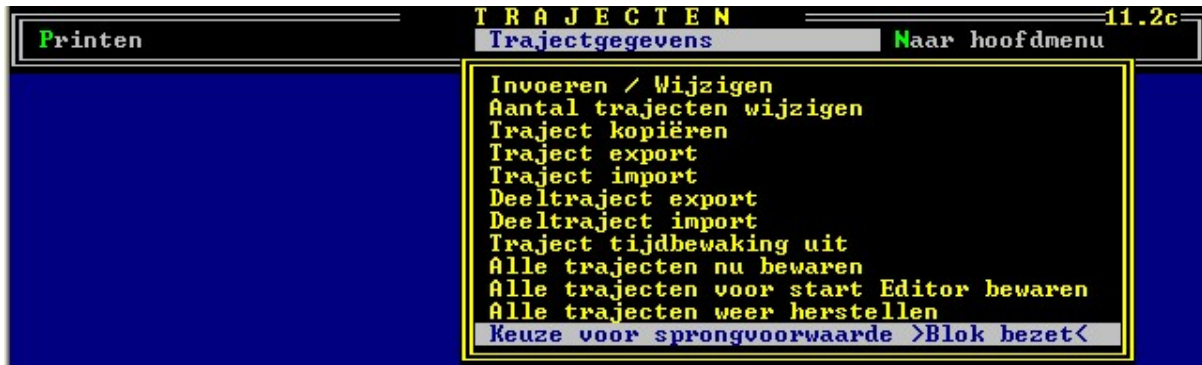 T R A J E C T E N 11.2c
Printen Trajectgegevens Naar hoofdmenu
Invoeren / Wijzigen
Aantal trajecten wijzigen
Traject kopiëren
Traject export
Traject import
Deeltraject export
Deeltraject import
Traject tijdbewaking uit
Alle trajecten nu bewaren
Alle trajecten voor start Editor bewaren
Alle trajecten weer herstellen
Keuze voor sprongvoorwaarde >Blok bezet<